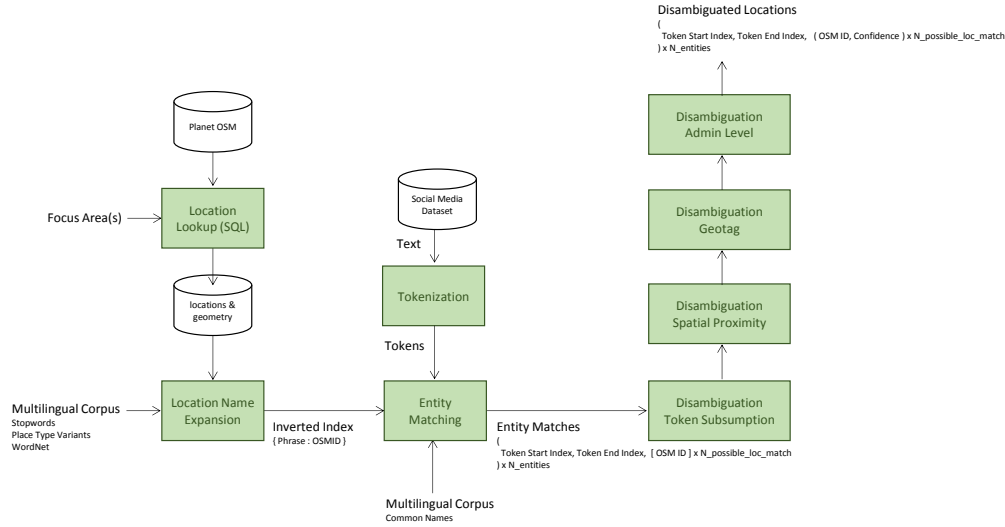 Disambiguated Locations
(
Token Start Index, Token End Index, ( OSM ID, Confidence ) x N_possible_loc_match
) x N_entities
Planet OSM
Disambiguation
Admin Level
Focus Area(s)
Location
Lookup (SQL)
Social Media
Dataset
Disambiguation
Geotag
Text
locations &
geometry
Tokenization
Disambiguation
Spatial Proximity
Tokens
Multilingual Corpus
Stopwords
Place Type Variants
WordNet
Location Name
Expansion
Inverted Index
{ Phrase : OSMID }
Entity
Matching
Entity Matches
(
Token Start Index, Token End Index, [ OSM ID ] x N_possible_loc_match
) x N_entities
Disambiguation
Token Subsumption
Multilingual Corpus
Common Names